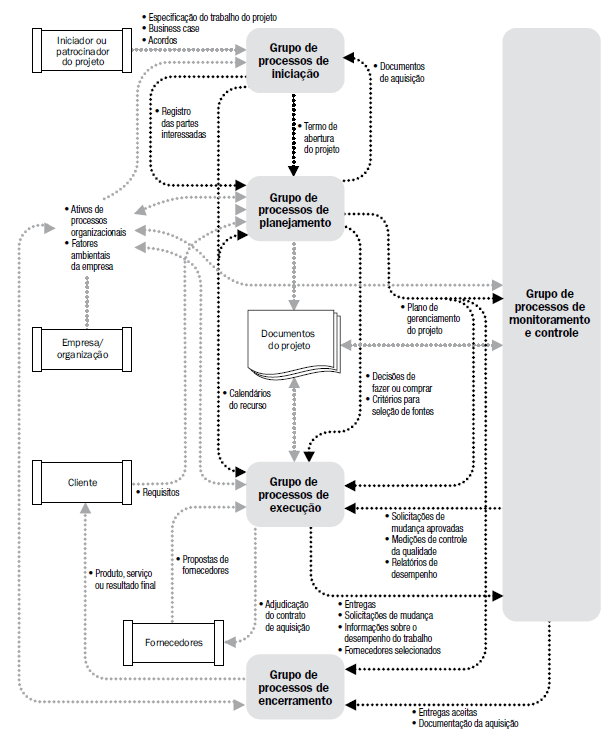 • Especificação do trabalho do projeto
• Business case
• Acordos
Iniciador ou
patrocinador
do projeto
Grupo de
processos de
iniciação
• Documentos
de aquisição
• Registro
das partes
interessadas
• Termo de
abertura
do projeto
Grupo de
processos de
planejamento
• Ativos de
processos
organizacionais
• Fatores
ambientais
da empresa
Grupo de
processos de
monitoramento
e controle
• Plano de
gerenciamento
do projeto
Empresa/
organização
Documentos
do projeto
• Decisões de
fazer ou comprar
• Critérios para
seleção de fontes
• Calendários
do recurso
Cliente
• Requisitos
Grupo de
processos de
execução
• Solicitações de
mudança aprovadas
• Medições de controle
da qualidade
• Relatórios de
desempenho
• Produto, serviço
ou resultado final
• Propostas de
fornecedores
• Adjudicação
do contrato
de aquisição
• Entregas
• Solicitações de mudança
• Informações sobre o
desempenho do trabalho
• Fornecedores selecionados
Fornecedores
Grupo de
processos de
encerramento
• Entregas aceitas
• Documentação da aquisição